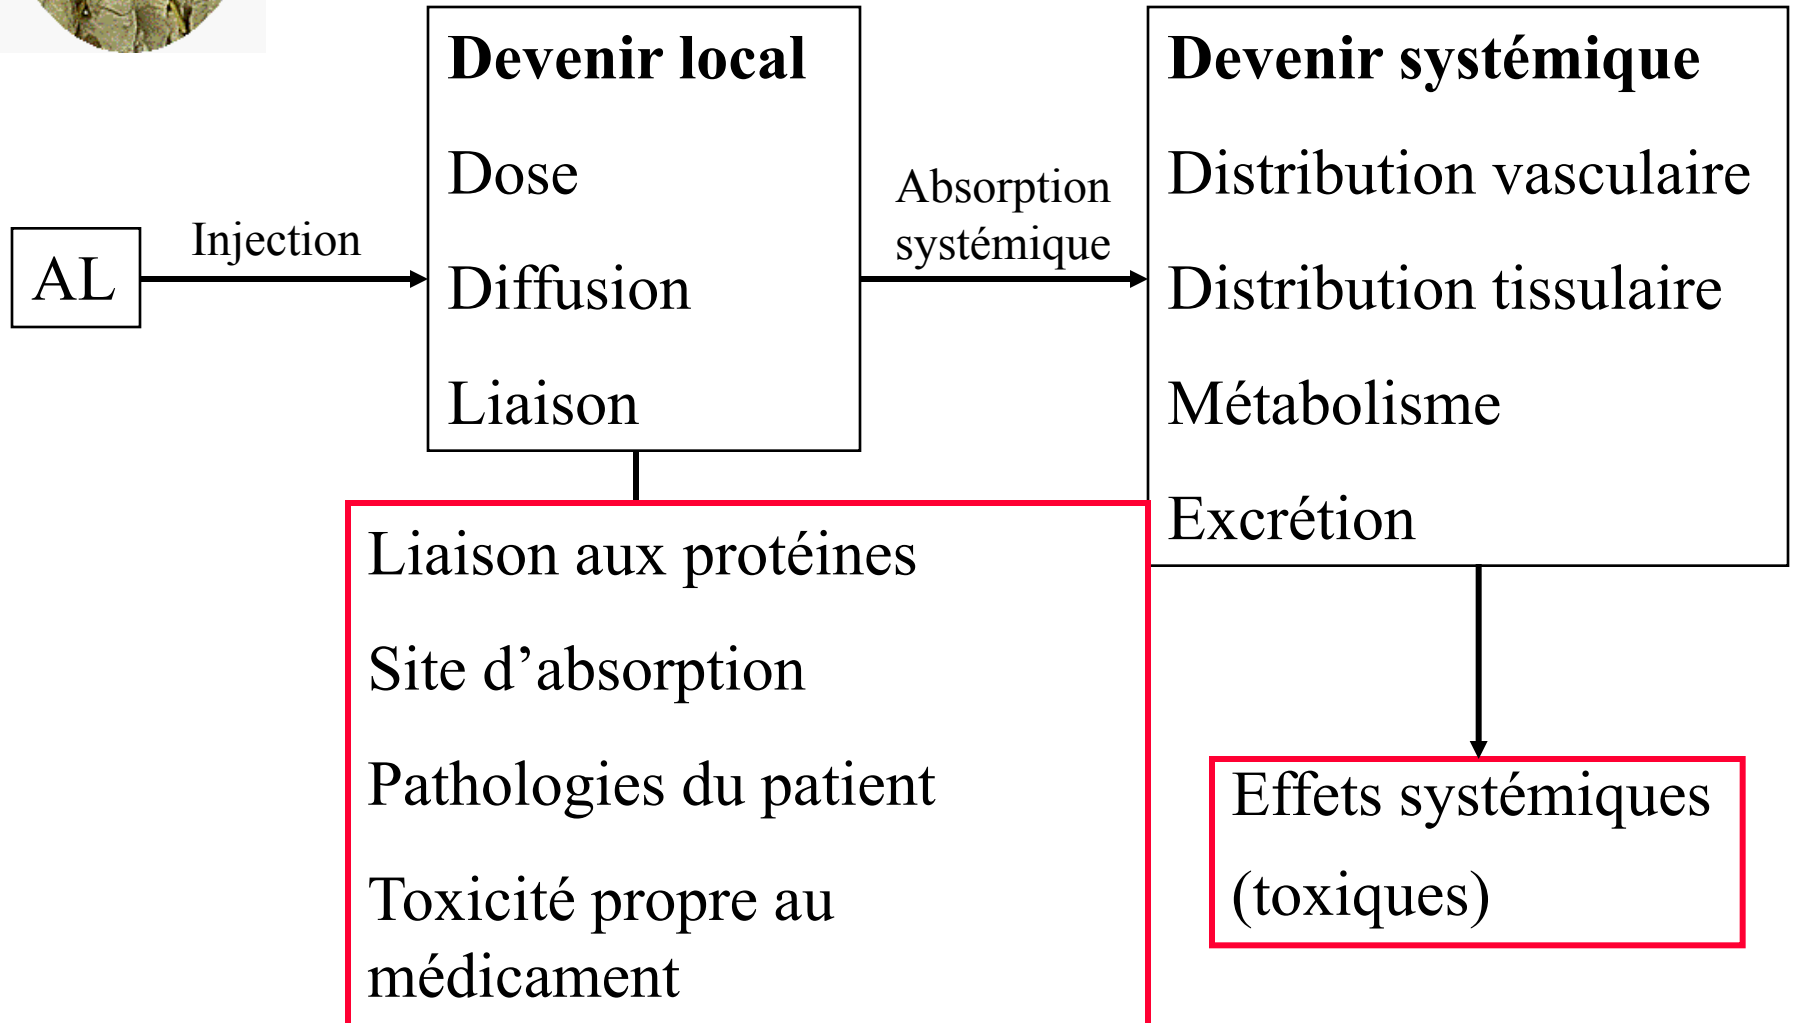 AL
Injection
Devenir local
Dose
Diffusion
Liaison
Absorption
systémique
Devenir systémique
Distribution vasculaire
Distribution tissulaire
Métabolisme
Excrétion
Liaison aux protéines
Site d’absorption
Pathologies du patient
Toxicité propre au
médicament
Effets systémiques
(toxiques)